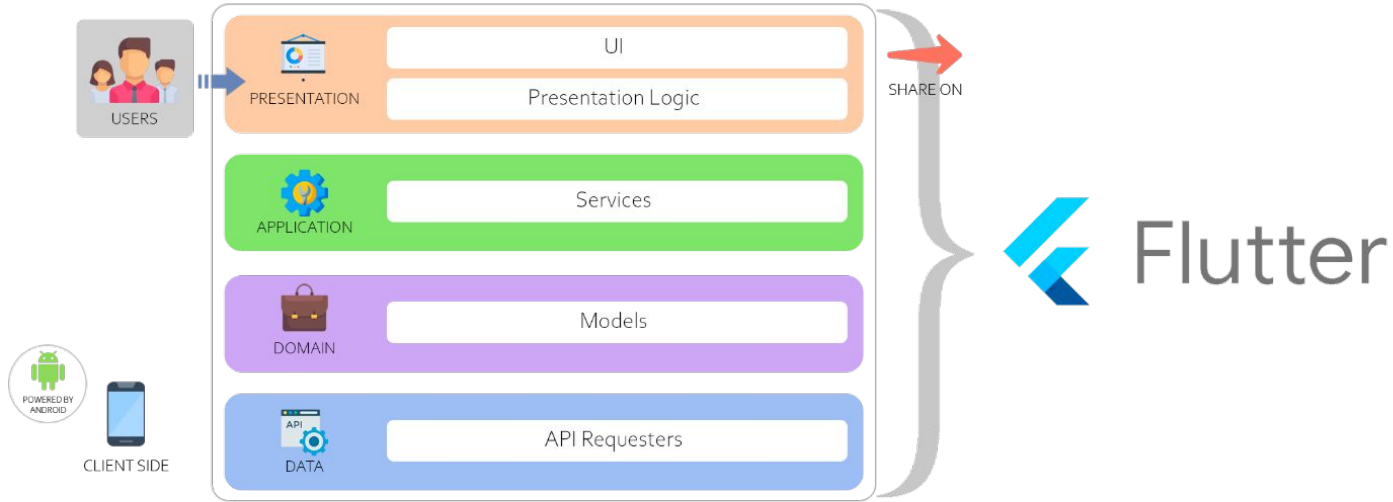 USERS
PRESENTATION
UI
Presentation Logic
SHARE ON
APPLICATION
Services
Flutter
DOMAIN
Models
POWERED BY
ANDROID
CLIENT SIDE
API
DATA
API Requesters